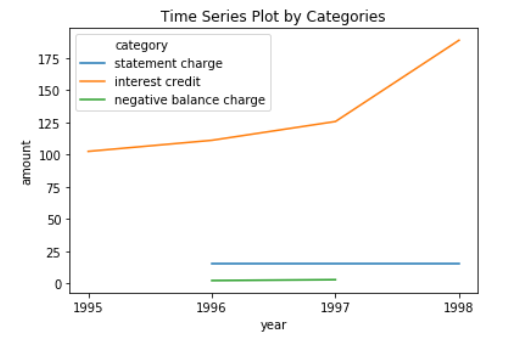 Time Series Plot by Categories
category
statement charge
interest credit
negative balance charge
175
150
125
100
75
50
25
0
amount
1995
1996
1997
1998
year